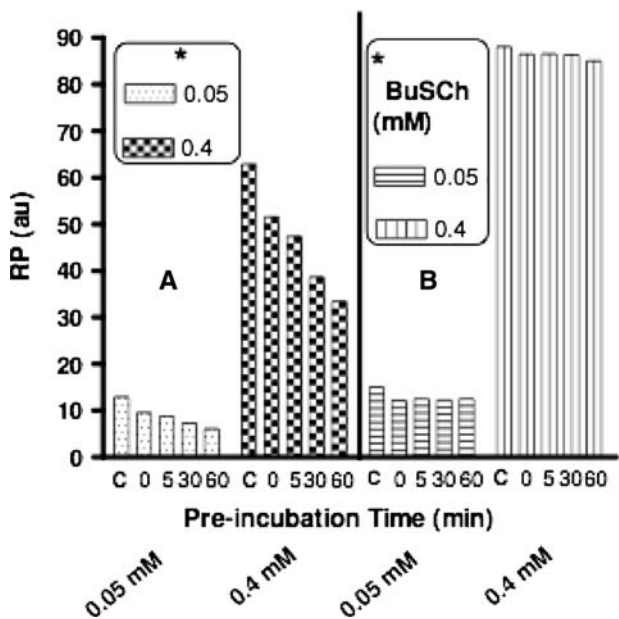 90
80
70
60
50
40
30
20
10
0
RP (au)
*
0.05
0.4
A
*
BuSCh
(mM)
0.05
0.4
B
C 0 5 30 60 C 0 5 30 60 C 0 5 30 60 C 0 5 30 60
Pre-incubation Time (min)
0.05 mM
0.4 mM
0.05 mM
0.4 mM